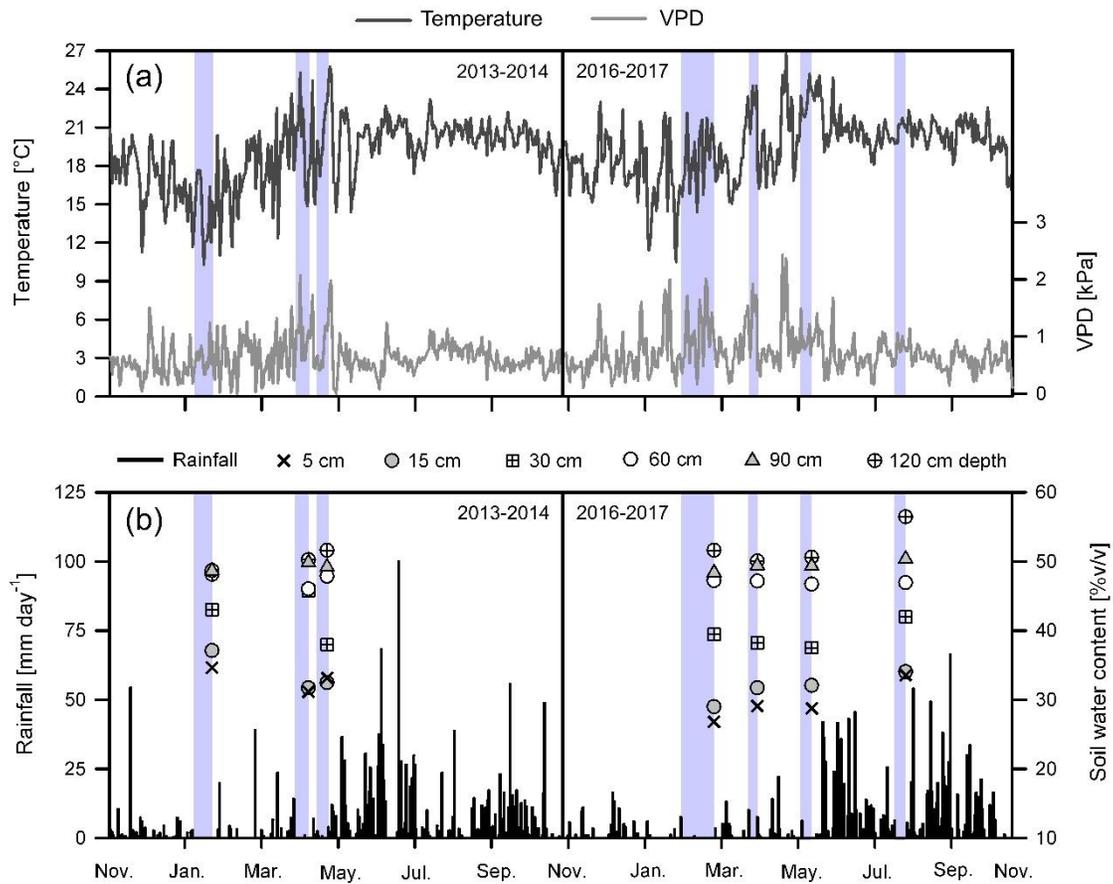 Temperature VPD
(a) 2013-2014 2016-2017
27
24
21
18
15
12
9
6
3
0
Temperature [°C]
3
2
1
0
VPD [kPa]
Rainfall 5 cm 15 cm 30 cm 60 cm 90 cm 120 cm depth
(b) 2013-2014 2016-2017
125
100
75
50
25
0
Rainfall [mm day-1]
60
50
40
30
20
10
Soil water content [%v/v]
Nov. Jan. Mar. May. Jul. Sep. Nov. Jan. Mar. May. Jul. Sep. Nov.